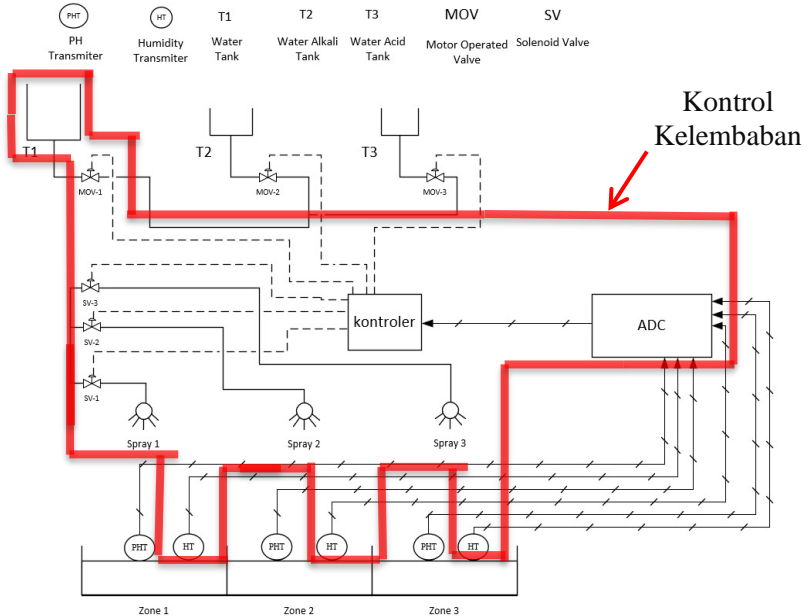 PHT HT T1 T2 T3 MOV SV
PH Humidity Water Water Alkali Water Acid Motor Operated Solenoid Valve
Transmiter Transmiter Tank Tank Tank Valve
Kontrol
Kelembaban
T1
T2
T3
MOV-1
MOV-2
MOV-3
SV-3
SV-2
SV-1
kontroler
ADC
Spray 1
Spray 2
Spray 3
PHT
HT
PHT
HT
PHT
HT
Zone 1
Zone 2
Zone 3